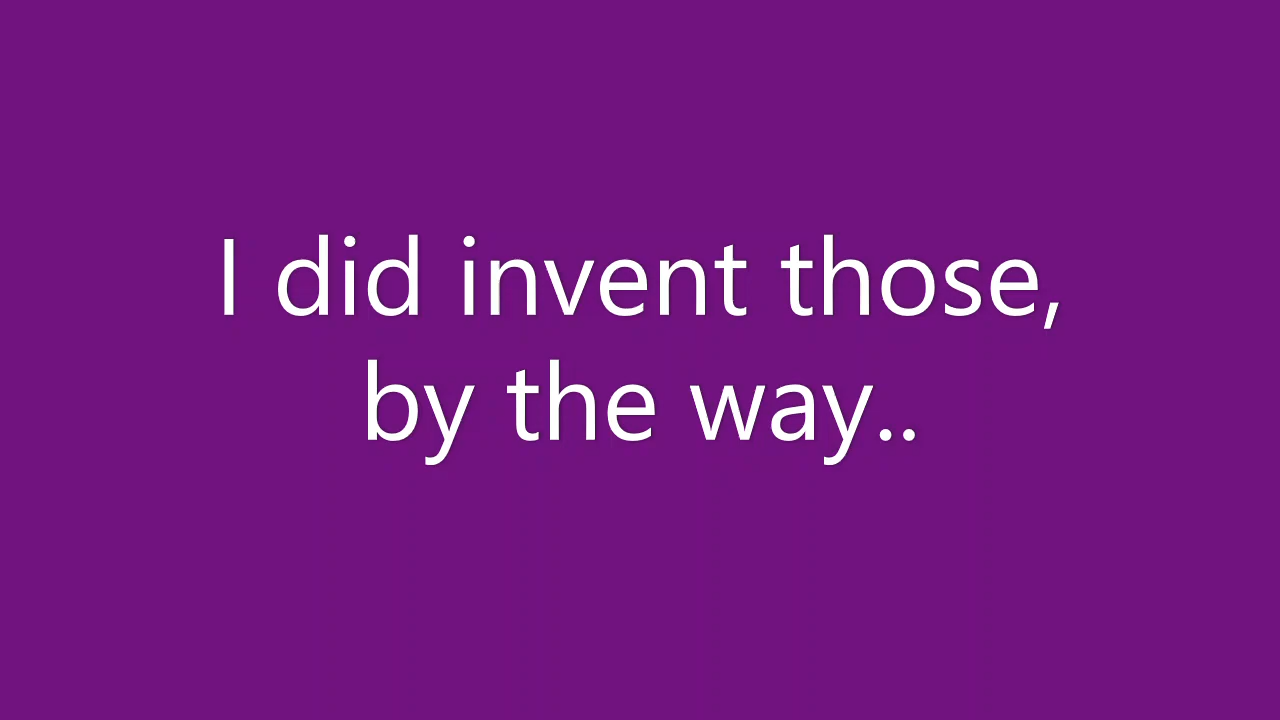 I did invent those,
by the way..